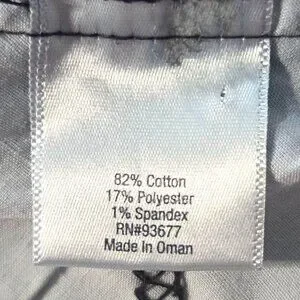 82% Cotton
17% Polyester
1% Spandex
RN#93677
Made In Oman